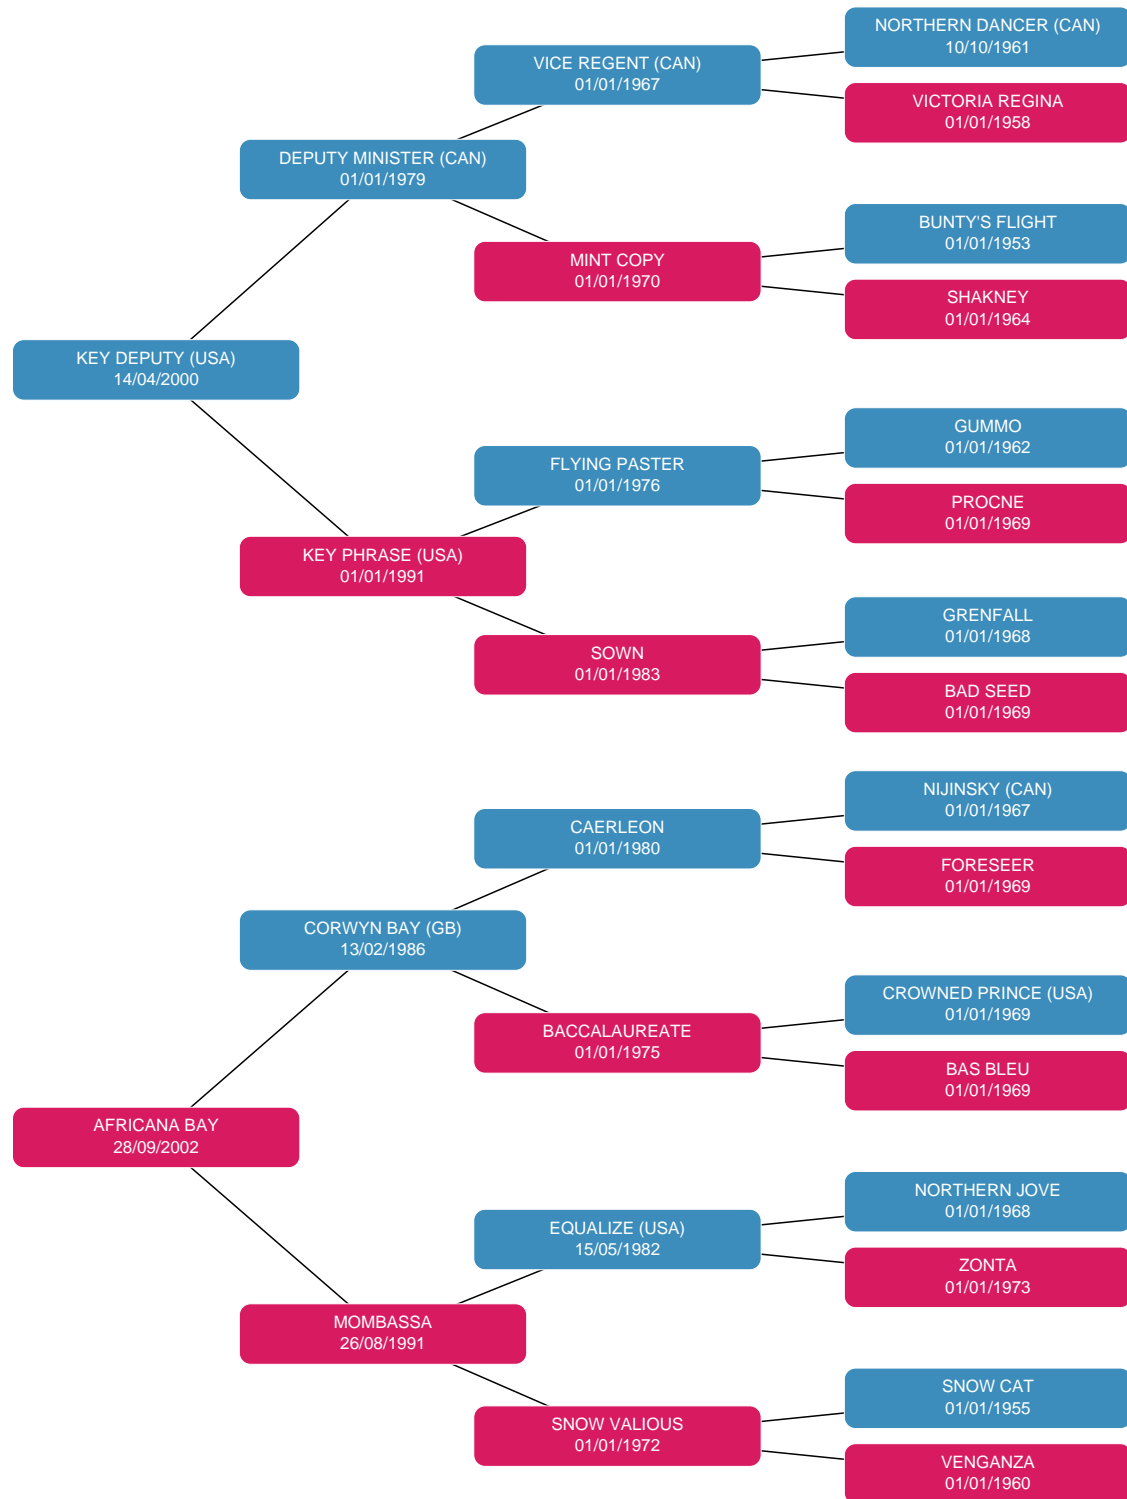 NORTHERN DANCER (CAN)
10/10/1961
VICE REGENT (CAN)
01/01/1967
VICTORIA REGINA
01/01/1958
DEPUTY MINISTER (CAN)
01/01/1979
BUNTY'S FLIGHT
01/01/1953
MINT COPY
01/01/1970
SHAKNEY
01/01/1964
KEY DEPUTY (USA)
14/04/2000
GUMMO
01/01/1962
FLYING PASTER
01/01/1976
PROCNE
01/01/1969
KEY PHRASE (USA)
01/01/1991
GRENFALL
01/01/1968
SOWN
01/01/1983
BAD SEED
01/01/1969
NIJINSKY (CAN)
01/01/1967
CAERLEON
01/01/1980
FORESEER
01/01/1969
CORWYN BAY (GB)
13/02/1986
CROWNED PRINCE (USA)
01/01/1969
BACCALAUREATE
01/01/1975
BAS BLEU
01/01/1969
AFRICANA BAY
28/09/2002
NORTHERN JOVE
01/01/1968
EQUALIZE (USA)
15/05/1982
ZONTA
01/01/1973
MOMBASSA
26/08/1991
SNOW CAT
01/01/1955
SNOW VALIOUS
01/01/1972
VENGANZA
01/01/1960